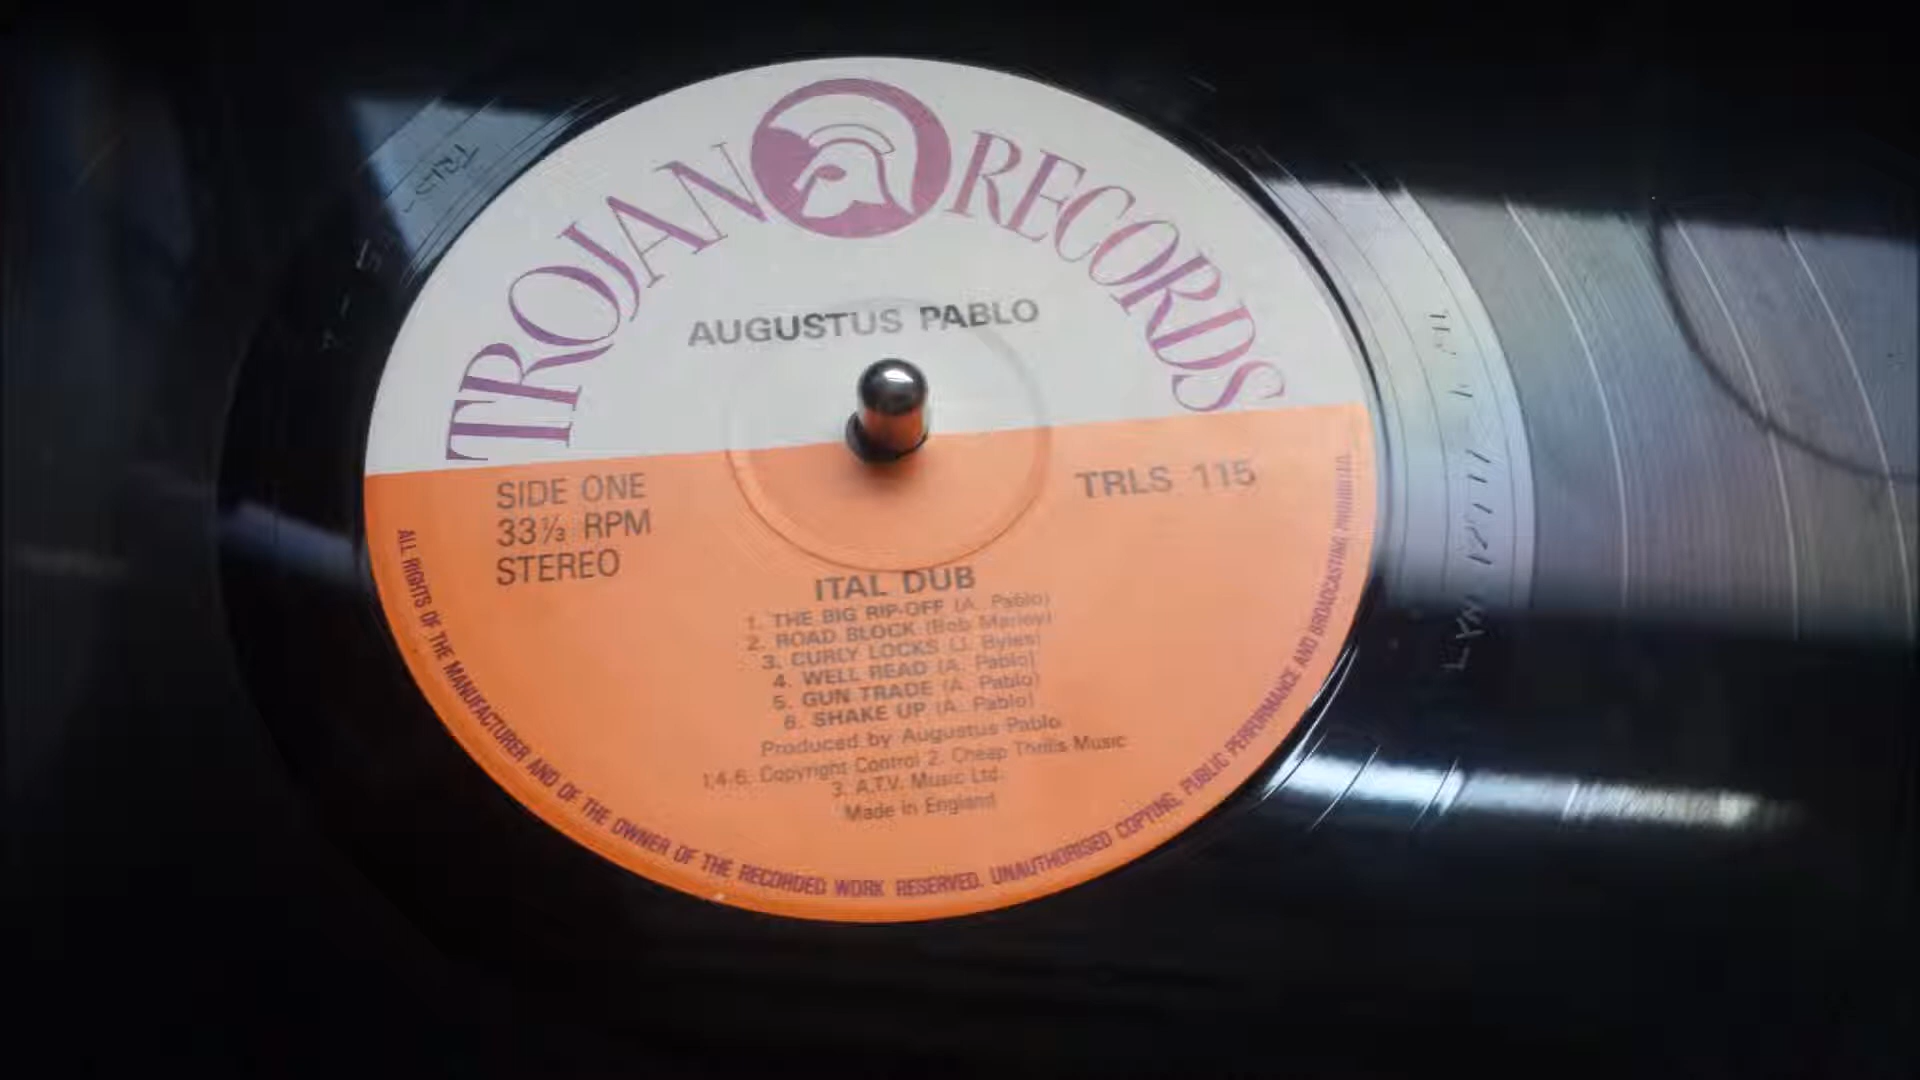 TROJAN RECORDS
AUGUSTUS PABLO
SIDE ONE
33⅓ RPM
STEREO
TRLS 115
ITAL DUB
1. THE BIG RIP-OFF (A. Pablo)
2. ROAD BLOCK (Bob Marley)
3. CURLY LOCKS (J. Byles)
4. WELL READ (A. Pablo)
5. GUN TRADE (A. Pablo)
6. SHAKE UP (A. Pablo)
Produced by Augustus Pablo
1.4-6. Copyright Control 2. Cheap Thrills Music
3. A.T.V. Music Ltd.
Made in England
ALL RIGHTS OF THE MANUFACTURER AND OF THE OWNER OF THE RECORDED WORK RESERVED. UNAUTHORISED COPYING, PUBLIC PERFORMANCE AND BROADCASTING PROHIBITED.